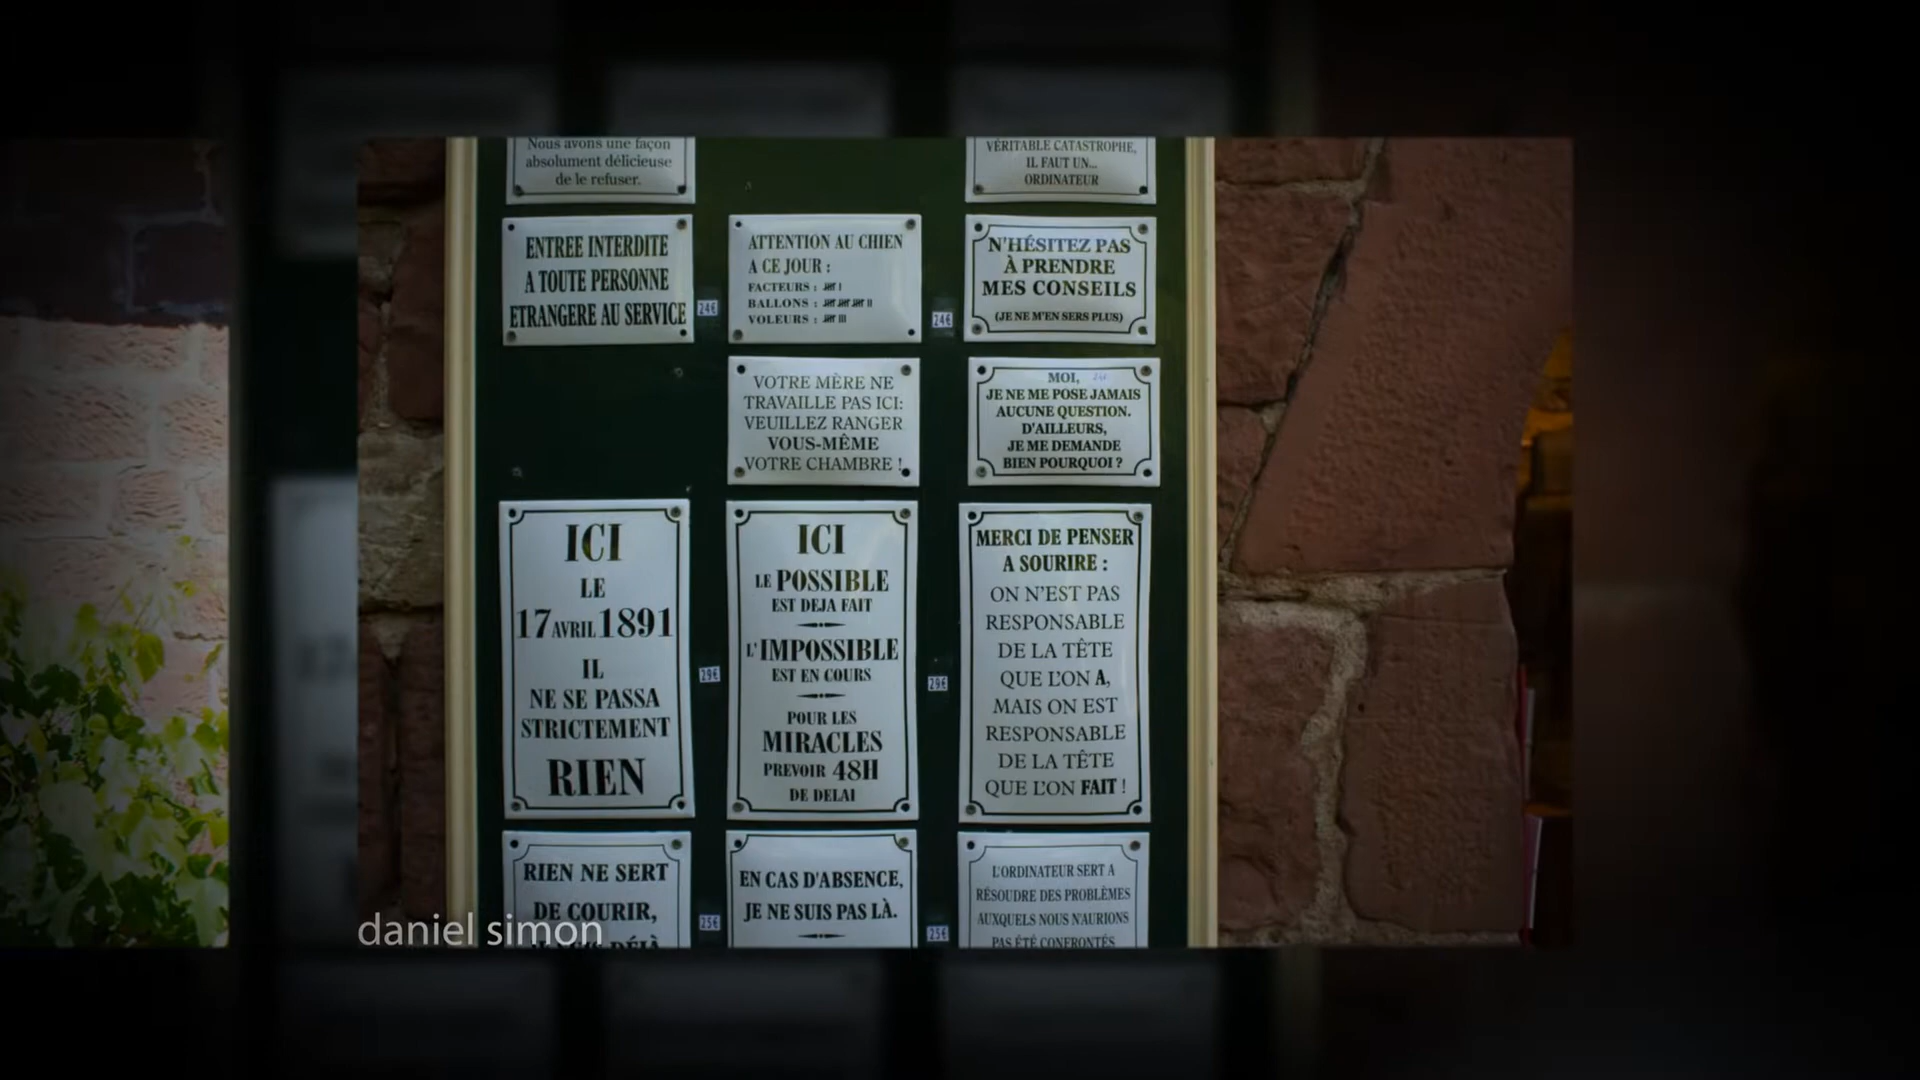 Nous avons une façon
absolument délicieuse
de le refuser.
VÉRITABLE CATASTROPHE,
IL FAUT UN...
ORDINATEUR
ENTREE INTERDITE
A TOUTE PERSONNE
ETRANGERE AU SERVICE
24€
ATTENTION AU CHIEN
A CE JOUR :
FACTEURS :
BALLONS :
VOLEURS :
24€
N'HÉSITEZ PAS
À PRENDRE
MES CONSEILS
(JE NE M'EN SERS PLUS)
VOTRE MÈRE NE
TRAVAILLE PAS ICI:
VEUILLEZ RANGER
VOUS-MÊME
VOTRE CHAMBRE !
MOI,
JE NE ME POSE JAMAIS
AUCUNE QUESTION.
D'AILLEURS,
JE ME DEMANDE
BIEN POURQUOI ?
ICI
LE
17 AVRIL 1891
IL
NE SE PASSA
STRICTEMENT
RIEN
29€
ICI
LE POSSIBLE
EST DEJA FAIT
L'IMPOSSIBLE
EST EN COURS
POUR LES
MIRACLES
PREVOIR 48H
DE DELAI
29€
MERCI DE PENSER
A SOURIRE :
ON N'EST PAS
RESPONSABLE
DE LA TÊTE
QUE L'ON A,
MAIS ON EST
RESPONSABLE
DE LA TÊTE
QUE L'ON FAIT !
RIEN NE SERT
DE COURIR,
25€
EN CAS D'ABSENCE,
JE NE SUIS PAS LÀ.
25€
L'ORDINATEUR SERT A
RÉSOUDRE DES PROBLÈMES
AUXQUELS NOUS N'AURIONS
PAS ÉTÉ CONFRONTÉS
daniel simon